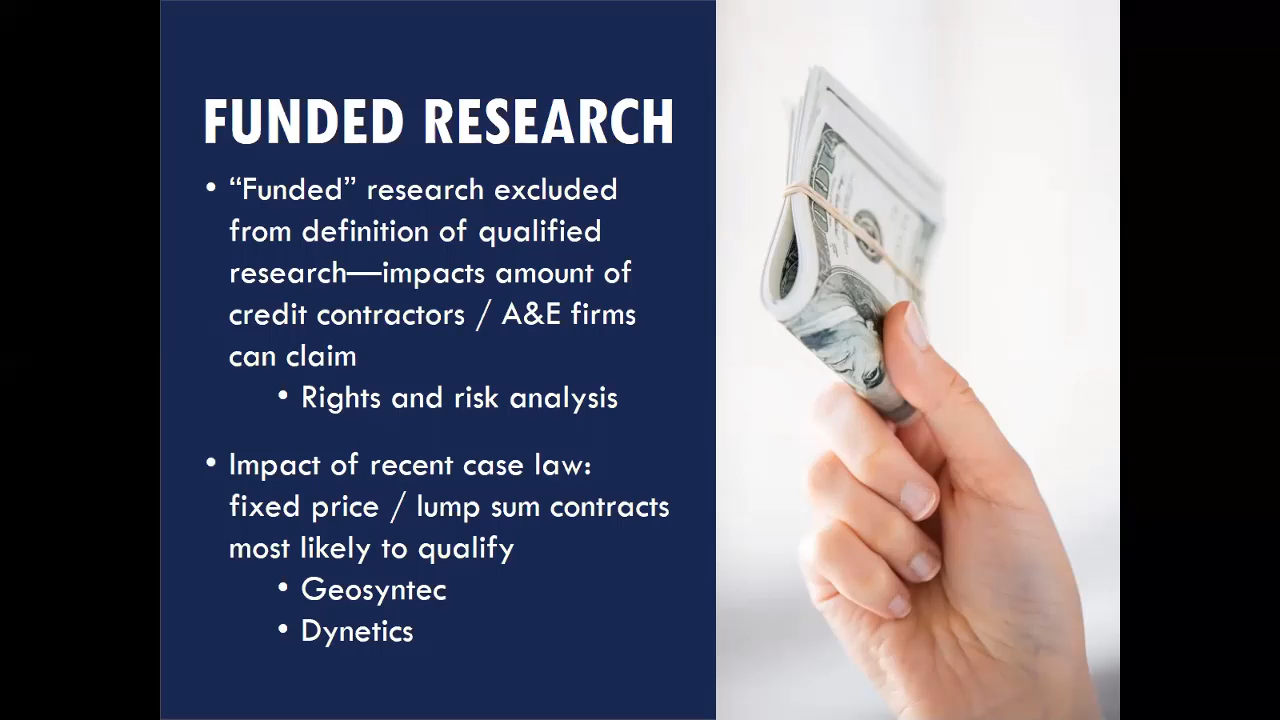 FUNDED RESEARCH
• “Funded” research excluded
from definition of qualified
research—impacts amount of
credit contractors / A&E firms
can claim
• Rights and risk analysis
• Impact of recent case law:
fixed price / lump sum contracts
most likely to qualify
• Geosyntec
• Dynetics